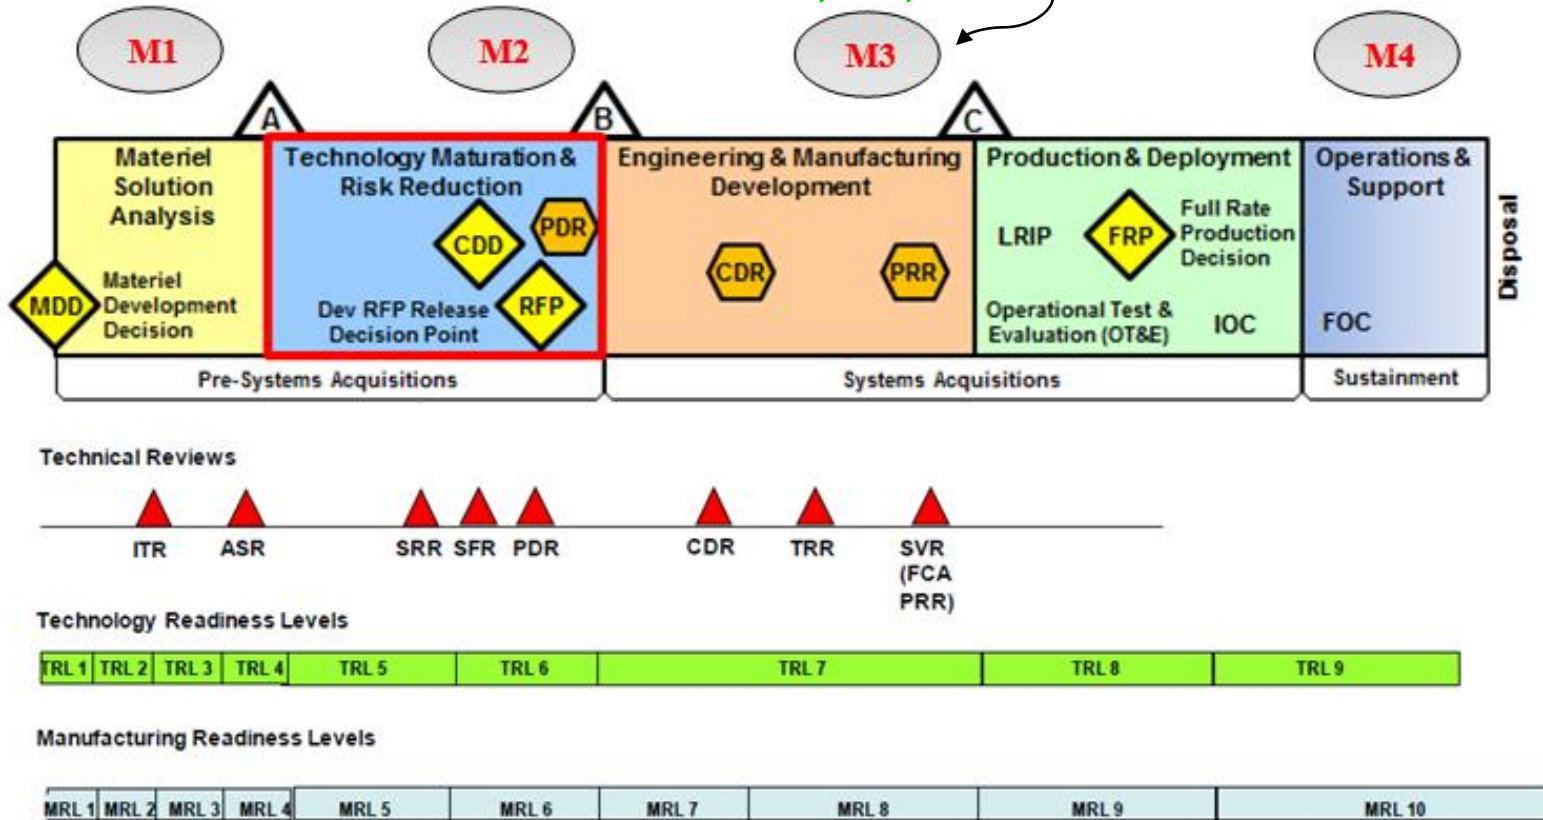 M1
M2
M3
M4
A
B
C
Materiel
Solution
Analysis
MDD
Materiel
Development
Decision
Technology Maturation &
Risk Reduction
CDD
PDR
Dev RFP Release
Decision Point
RFP
Engineering & Manufacturing
Development
CDR
PRR
Production & Deployment
LRIP
FRP
Full Rate
Production
Decision
Operational Test &
Evaluation (OT&E)
IOC
Operations &
Support
FOC
Disposal
Pre-Systems Acquisitions
Systems Acquisitions
Sustainment
Technical Reviews
ITR
ASR
SRR
SFR
PDR
CDR
TRR
SVR
(FCA
PRR)
Technology Readiness Levels
TRL 1
TRL 2
TRL 3
TRL 4
TRL 5
TRL 6
TRL 7
TRL 8
TRL 9
Manufacturing Readiness Levels
MRL 1
MRL 2
MRL 3
MRL 4
MRL 5
MRL 6
MRL 7
MRL 8
MRL 9
MRL 10